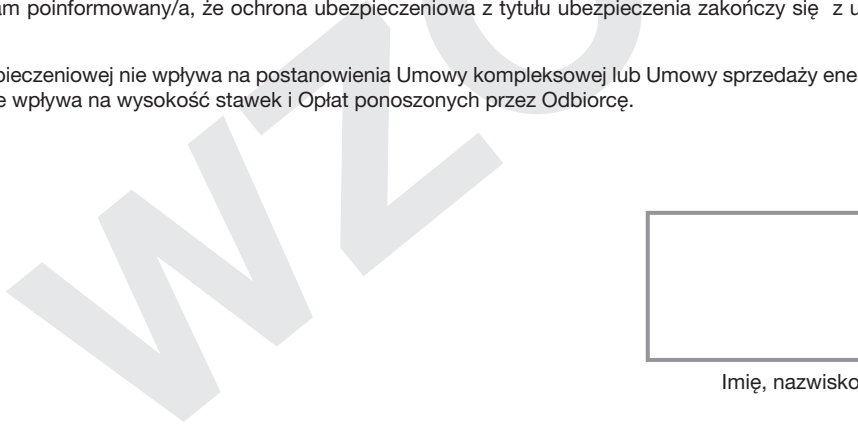 am poinformowany/a, że ochrona ubezpieczeniowa z tytułu ubezpieczenia zakończy się z u
pieczeniowej nie wpływa na postanowienia Umowy kompleksowej lub Umowy sprzedaży ene
e wpływa na wysokość stawek i Opłat ponoszonych przez Odbiorcę.
WZO
Imię, nazwisko